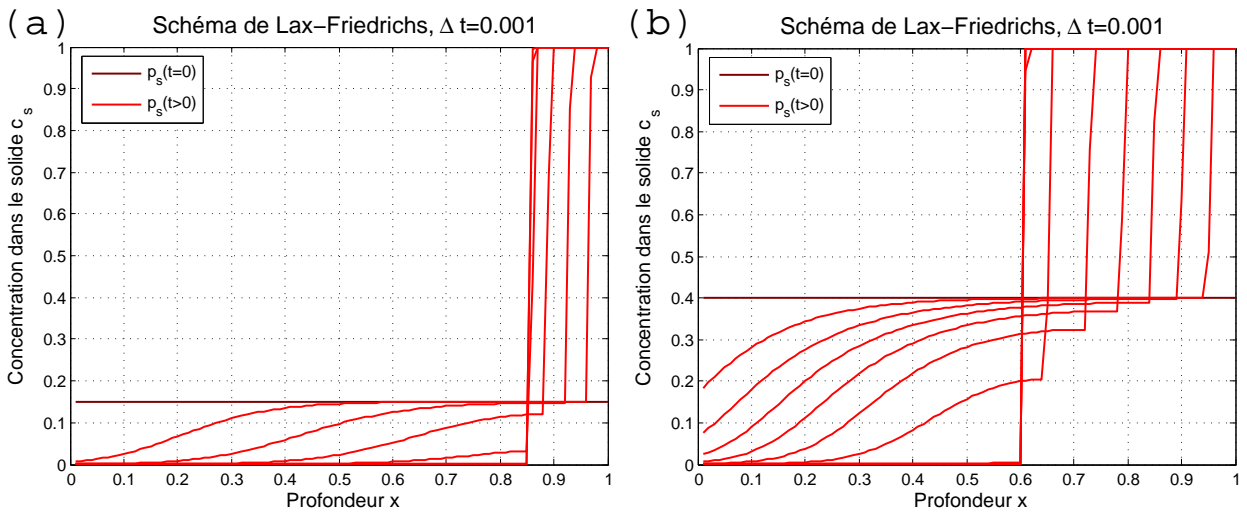 (a)
Schéma de Lax−Friedrichs, Δ t=0.001
p_s(t=0)
p_s(t>0)
Concentration dans le solide c_s
1
0.9
0.8
0.7
0.6
0.5
0.4
0.3
0.2
0.1
0
0 0.1 0.2 0.3 0.4 0.5 0.6 0.7 0.8 0.9 1
Profondeur x
(b)
Schéma de Lax−Friedrichs, Δ t=0.001
p_s(t=0)
p_s(t>0)
Concentration dans le solide c_s
1
0.9
0.8
0.7
0.6
0.5
0.4
0.3
0.2
0.1
0
0 0.1 0.2 0.3 0.4 0.5 0.6 0.7 0.8 0.9 1
Profondeur x